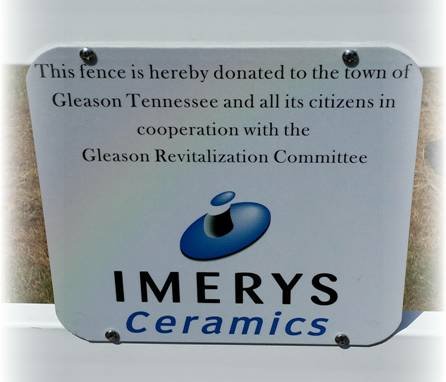 This fence is hereby donated to the town of
Gleason Tennessee and all its citizens in
cooperation with the
Gleason Revitalization Committee
IMERYS
Ceramics